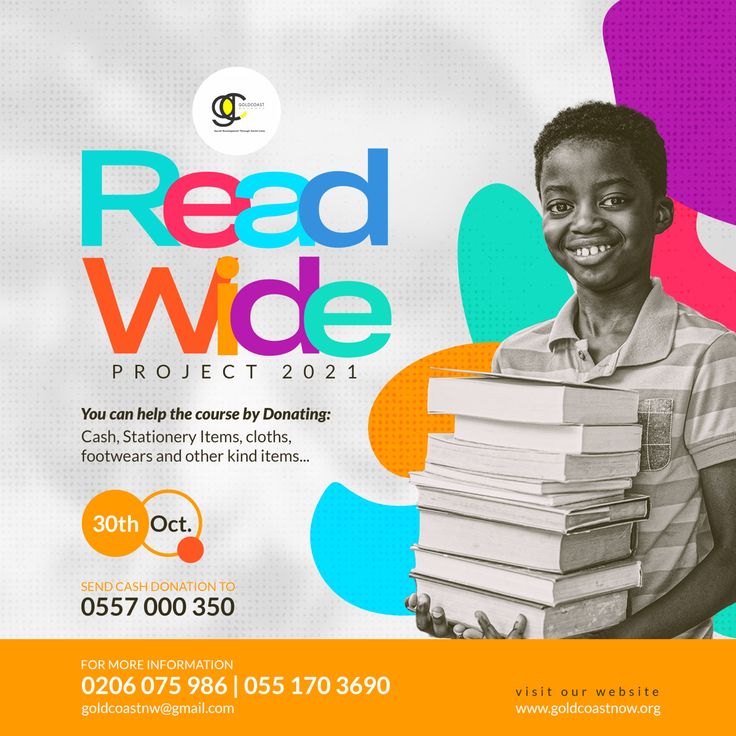 GOLDCOAST
Read
Wide
PROJECT 2021
You can help the course by Donating:
Cash, Stationery Items, cloths,
footwears and other kind items...
30th Oct.
SEND CASH DONATION TO
0557 000 350
FOR MORE INFORMATION
0206 075 986 | 055 170 3690
goldcoastnw@gmail.com
visit our website
www.goldcoastnow.org